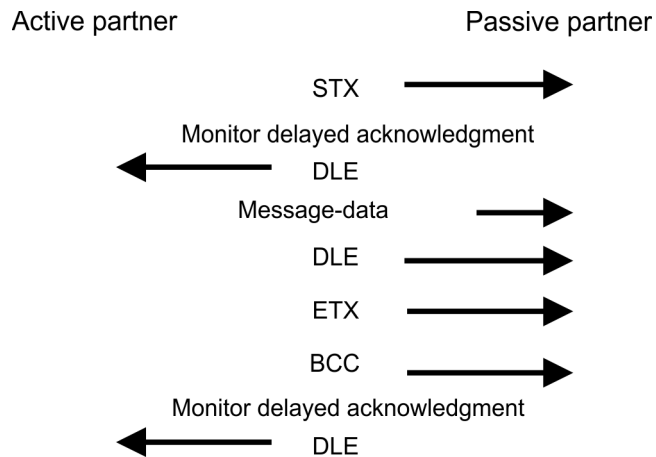 Active partner Passive partner
STX
Monitor delayed acknowledgment
DLE
Message-data
DLE
ETX
BCC
Monitor delayed acknowledgment
DLE